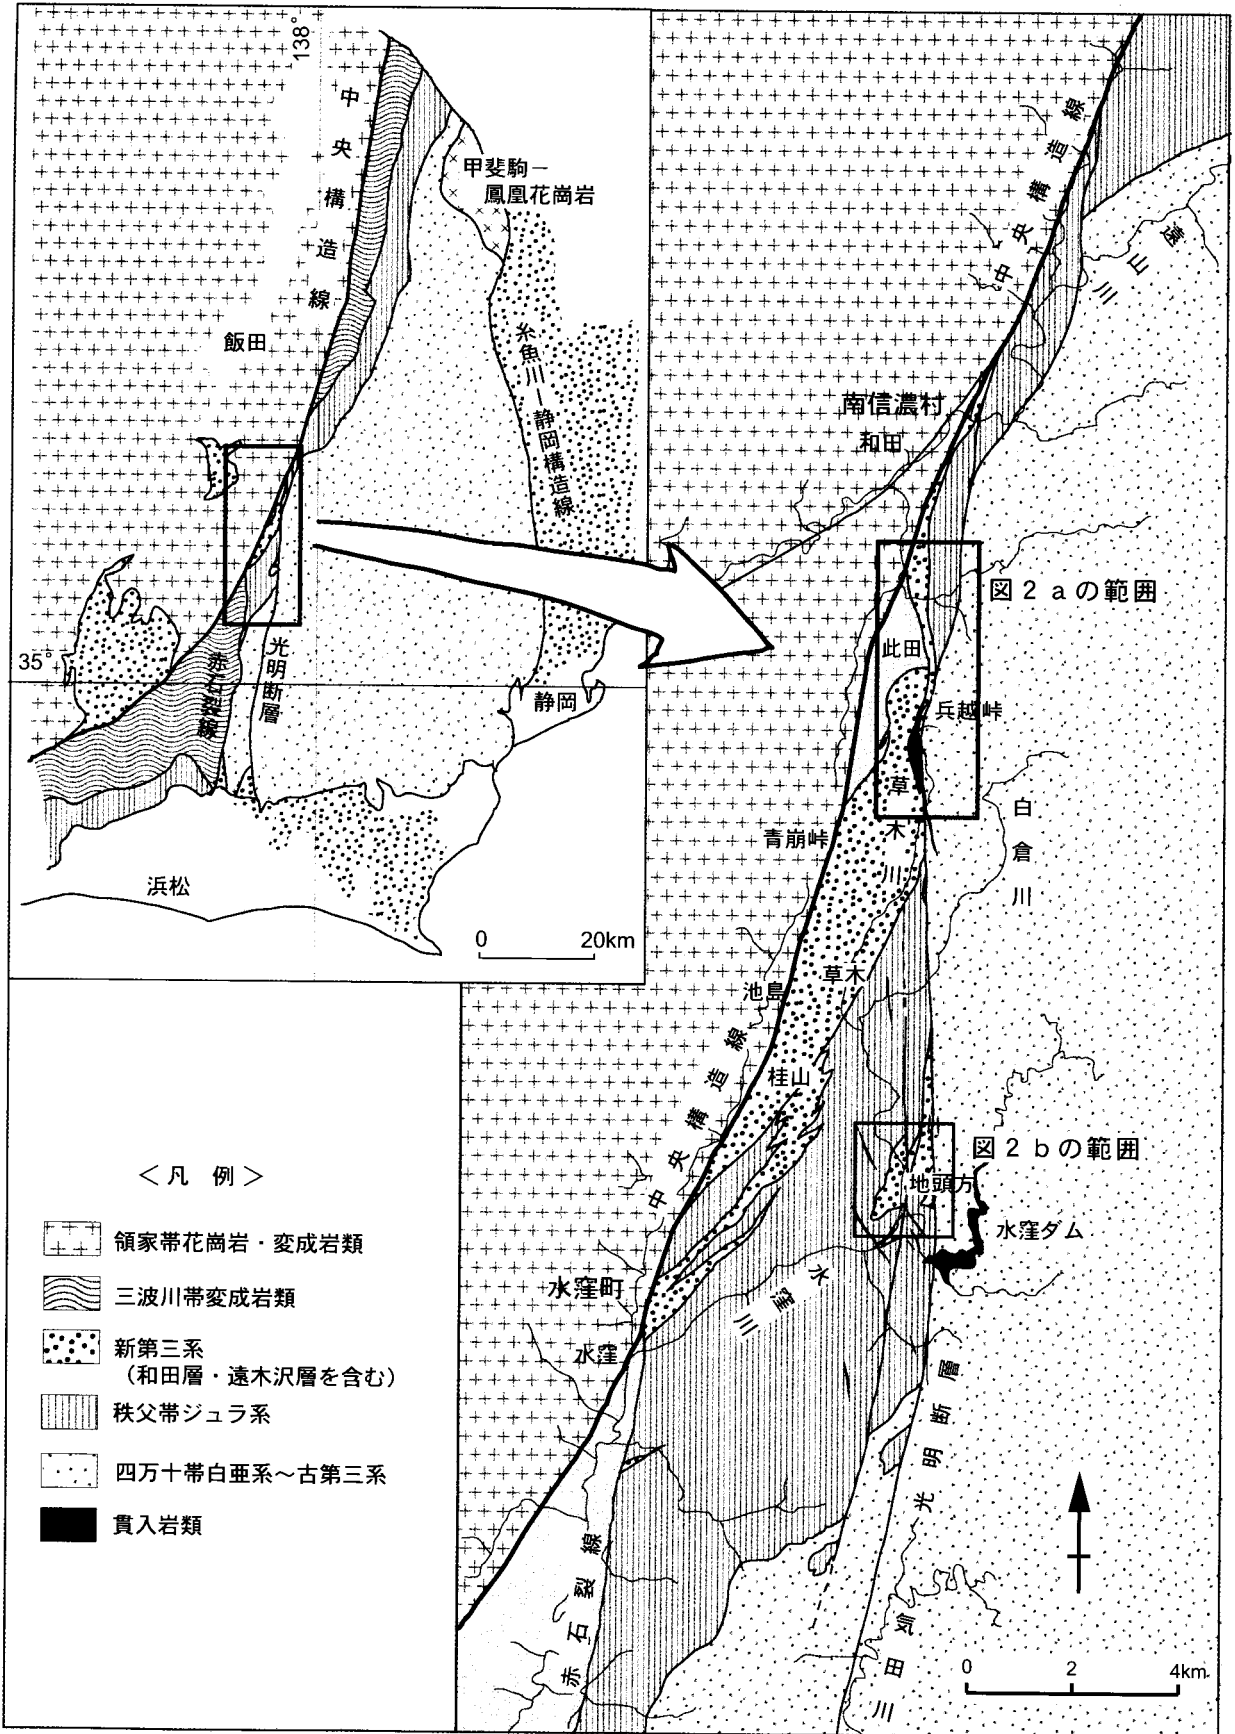 138°
中央構造線
甲斐駒－
鳳凰花崗岩
飯田
糸魚川－静岡構造線
35°
赤石裂線
光明断層
静岡
浜松
0 20km
中央構造線
遠山川
南信濃村
和田
図2aの範囲
此田
兵越峠
草木川
白倉川
青崩峠
草木
池島
桂山
中央構造線
図2bの範囲
地頭方
水窪ダム
水窪町
水窪川
水窪
光明断層
赤石裂線
気田川
0 2 4km
＜凡 例＞
領家帯花崗岩・変成岩類
三波川帯変成岩類
新第三系
（和田層・遠木沢層を含む）
秩父帯ジュラ系
四万十帯白亜系～古第三系
貫入岩類